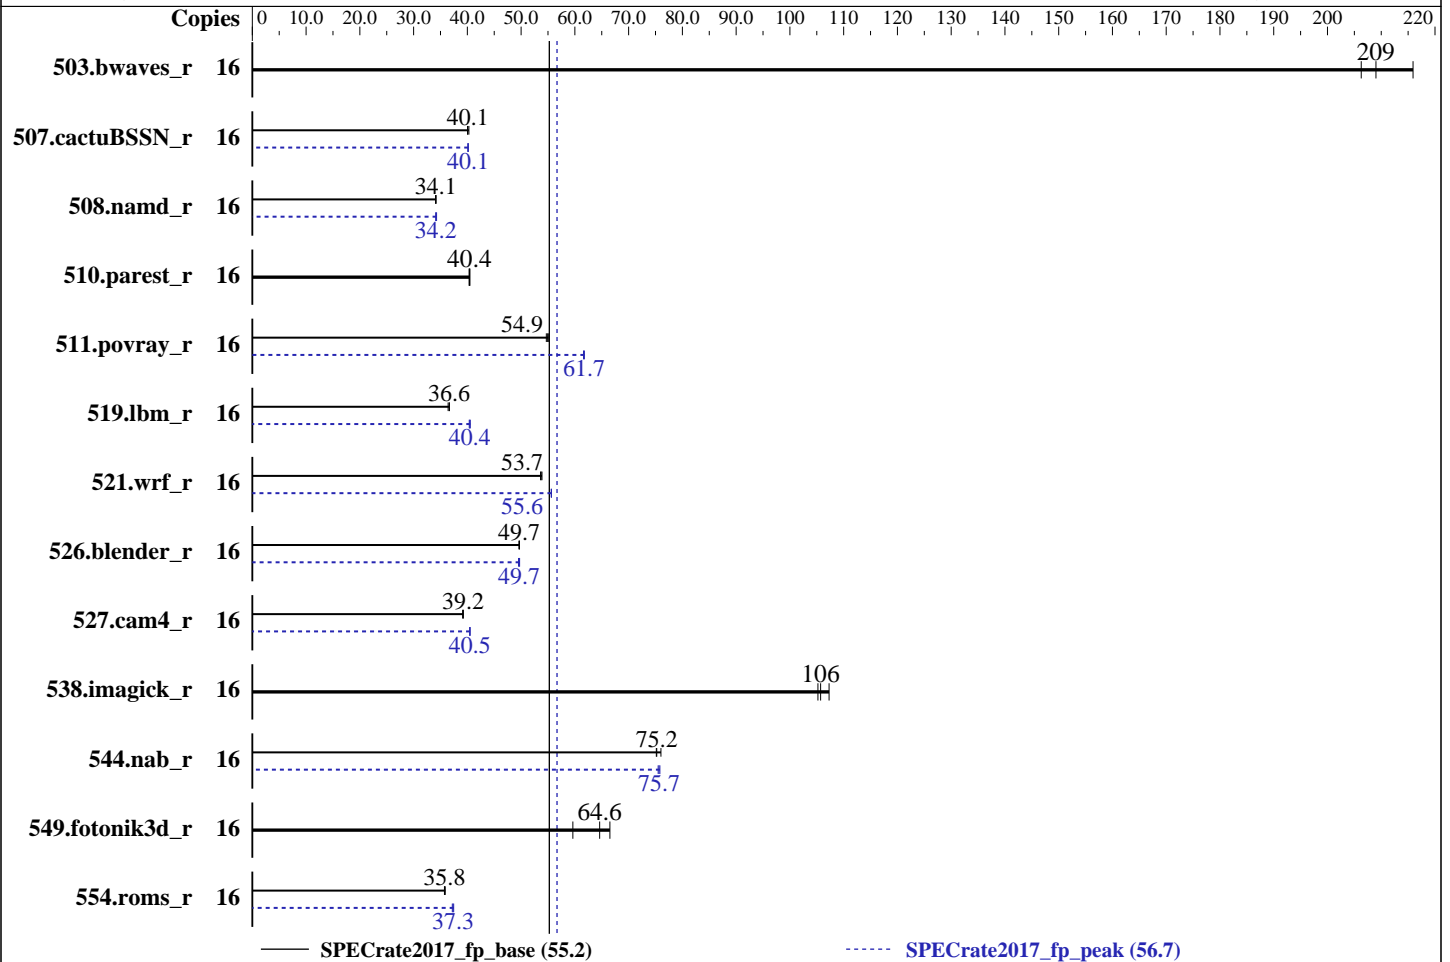 Copies 0 10.0 20.0 30.0 40.0 50.0 60.0 70.0 80.0 90.0 100 110 120 130 140 150 160 170 180 190 200 220
503.bwaves_r 16 209
507.cactuBSSN_r 16 40.1
40.1
508.namd_r 16 34.1
34.2
510.parest_r 16 40.4
511.povray_r 16 54.9
61.7
519.lbm_r 16 36.6
40.4
521.wrf_r 16 53.7
55.6
526.blender_r 16 49.7
49.7
527.cam4_r 16 39.2
40.5
538.imagick_r 16 106
544.nab_r 16 75.2
75.7
549.fotonik3d_r 16 64.6
554.roms_r 16 35.8
37.3
SPECrate2017_fp_base (55.2) SPECrate2017_fp_peak (56.7)